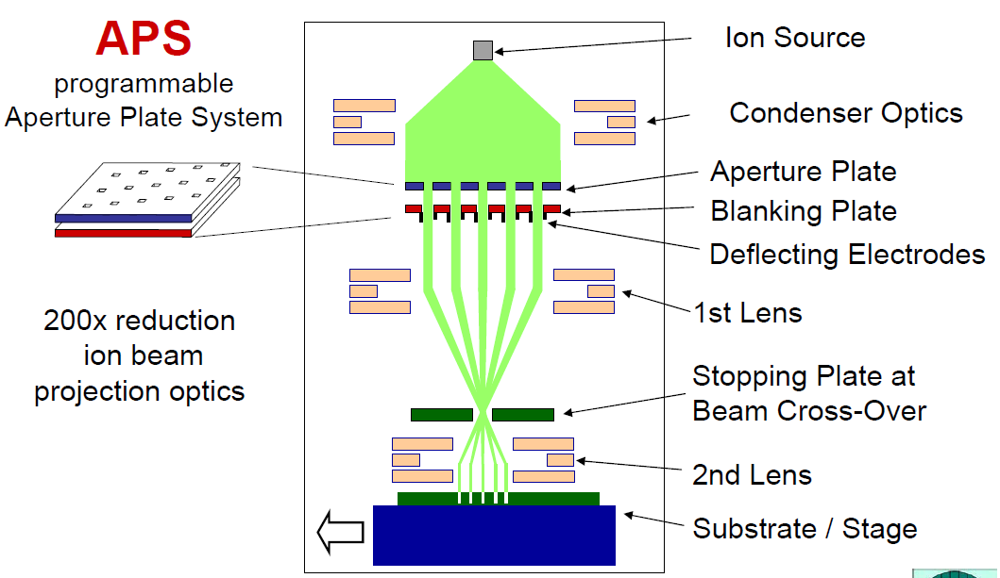 APS
programmable
Aperture Plate System
200x reduction
ion beam
projection optics
Ion Source
Condenser Optics
Aperture Plate
Blanking Plate
Deflecting Electrodes
1st Lens
Stopping Plate at
Beam Cross-Over
2nd Lens
Substrate / Stage